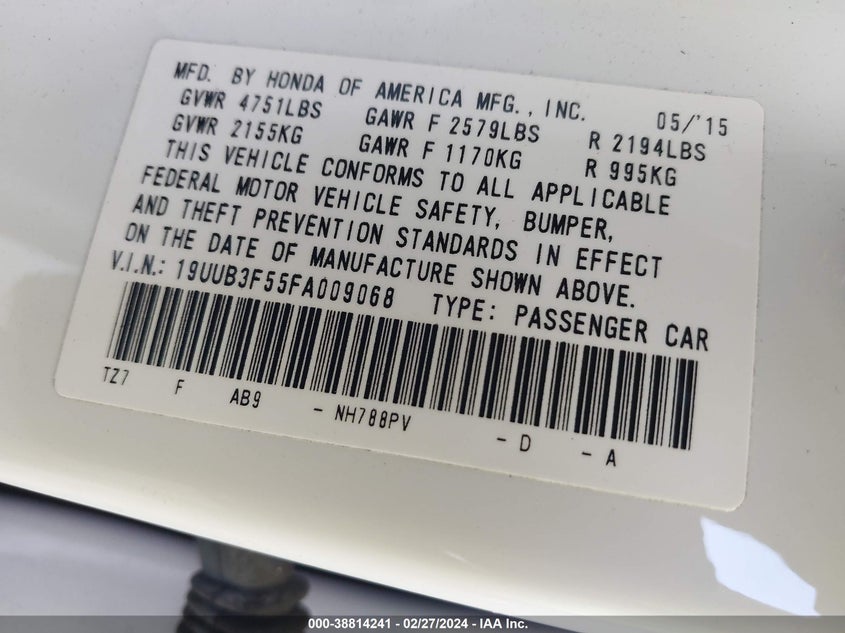 MFD. BY HONDA OF AMERICA MFG., INC. 05/'15
GVWR 4751LBS GAWR F 2579LBS R 2194LBS
GVWR 2155KG GAWR F 1170KG R 995KG
THIS VEHICLE CONFORMS TO ALL APPLICABLE
FEDERAL MOTOR VEHICLE SAFETY, BUMPER,
AND THEFT PREVENTION STANDARDS IN EFFECT
ON THE DATE OF MANUFACTURE SHOWN ABOVE.
V.I.N.: 19UUB3F55FA009068 TYPE: PASSENGER CAR
TZ7 F AB9 - NH788PV - D - A
000-38814241 - 02/27/2024 - IAA Inc.